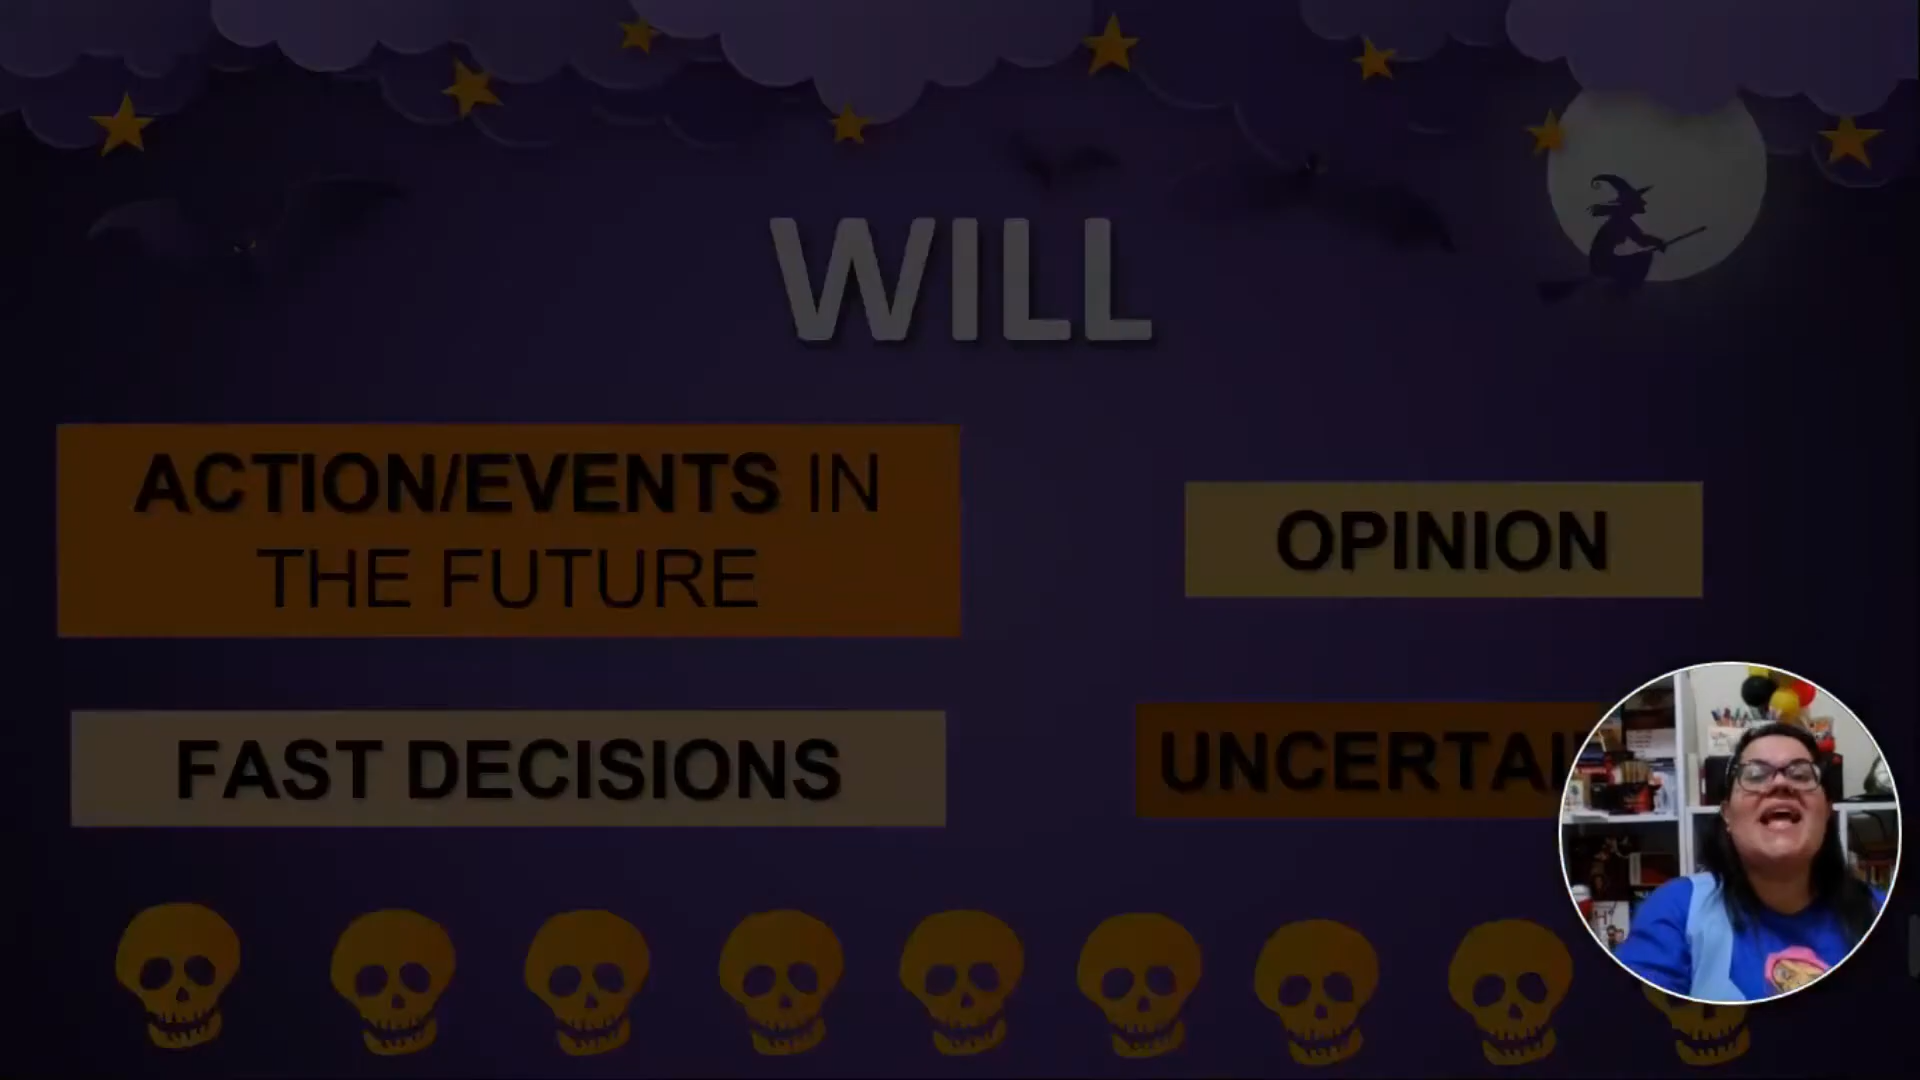 WILL
ACTION/EVENTS IN
THE FUTURE
OPINION
FAST DECISIONS